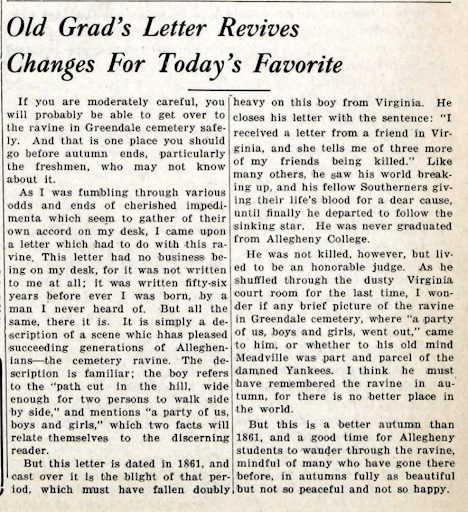 Old Grad's Letter Revives
Changes For Today's Favorite
If you are moderately careful, you
will probably be able to get over to
the ravine in Greendale cemetery safe-
ly. And that is one place you should
go before autumn ends, particularly
the freshmen, who may not know
about it.
As I was fumbling through various
odds and ends of cherished impedi-
menta which seem to gather of their
own accord on my desk, I came upon
a letter which had to do with this ra-
vine. This letter had no business be-
ing on my desk, for it was not written
to me at all; it was written fifty-six
years before ever I was born, by a
man I never heard of. But all the
same, there it is. It is simply a de-
scription of a scene whic hhas pleased
succeeding generations of Alleghen-
ians—the cemetery ravine. The de-
scription is familiar; the boy refers
to the "path cut in the hill, wide
enough for two persons to walk side
by side," and mentions "a party of us,
boys and girls," which two facts will
relate themselves to the discerning
reader.
But this letter is dated in 1861, and
cast over it is the blight of that per-
iod, which must have fallen doubly
heavy on this boy from Virginia. He
closes his letter with the sentence: "I
received a letter from a friend in Vir-
ginia, and she tells me of three more
of my friends being killed." Like
many others, he saw his world break-
ing up, and his fellow Southerners giv-
ing their life's blood for a dear cause,
until finally he departed to follow the
sinking star. He was never graduated
from Allegheny College.
He was not killed, however, but liv-
ed to be an honorable judge. As he
shuffled through the dusty Virginia
court room for the last time, I won-
der if any brief picture of the ravine
in Greendale cemetery, where "a party
of us, boys and girls, went out," came
to him, or whether to his old mind
Meadville was part and parcel of the
damned Yankees. I think he must
have remembered the ravine in au-
tumn, for there is no better place in
the world.
But this is a better autumn than
1861, and a good time for Allegheny
students to wander through the ravine,
mindful of many who have gone there
before, in autumns fully as beautiful
but not so peaceful and not so happy.